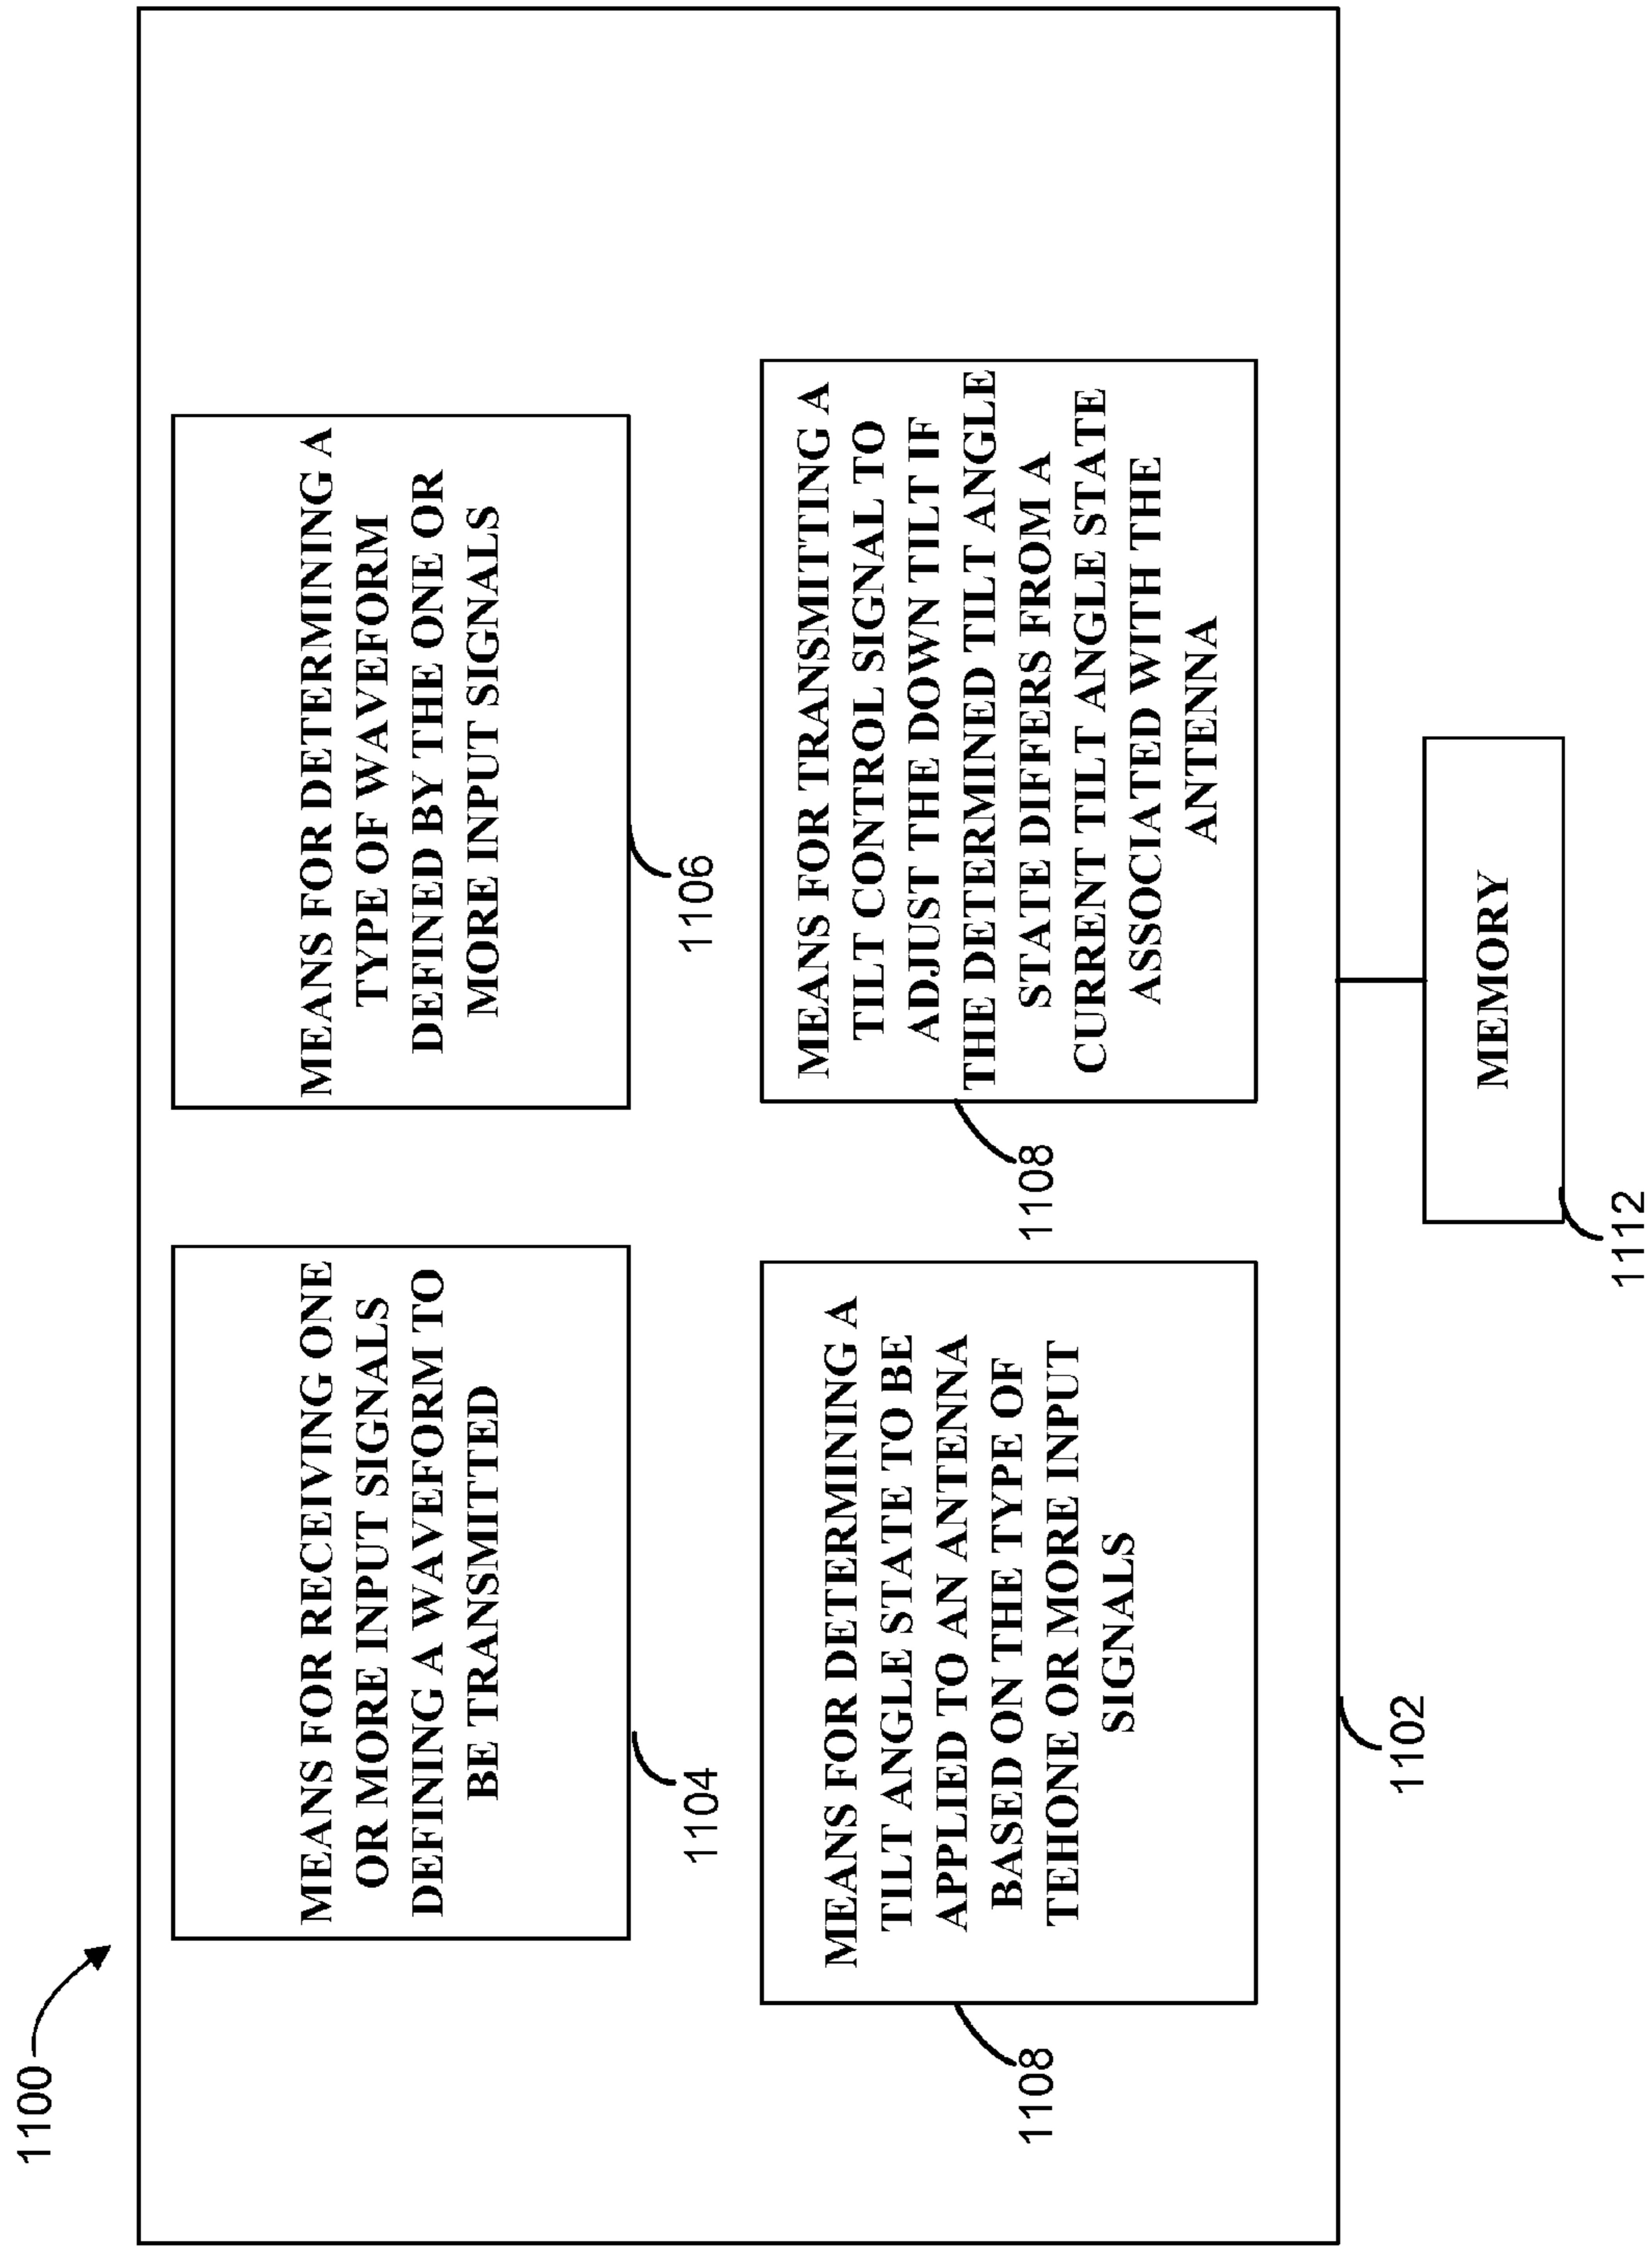 1100
MEANS FOR RECEIVING ONE
OR MORE INPUT SIGNALS
DEFINING A WAVEFORM TO
BE TRANSMITTED
1104
MEANS FOR DETERMINING A
TYPE OF WAVEFORM
DEFINED BY THE ONE OR
MORE INPUT SIGNALS
1106
MEANS FOR DETERMINING A
TILT ANGLE STATE TO BE
APPLIED TO AN ANTENNA
BASED ON THE TYPE OF
TEHONE OR MORE INPUT
SIGNALS
1108
MEANS FOR TRANSMITTING A
TILT CONTROL SIGNAL TO
ADJUST THE DOWN TILT IF
THE DETERMINED TILT ANGLE
STATE DIFFERS FROM A
CURRENT TILT ANGLE STATE
ASSOCIATED WITH THE
ANTENNA
1108
1102
MEMORY
1112